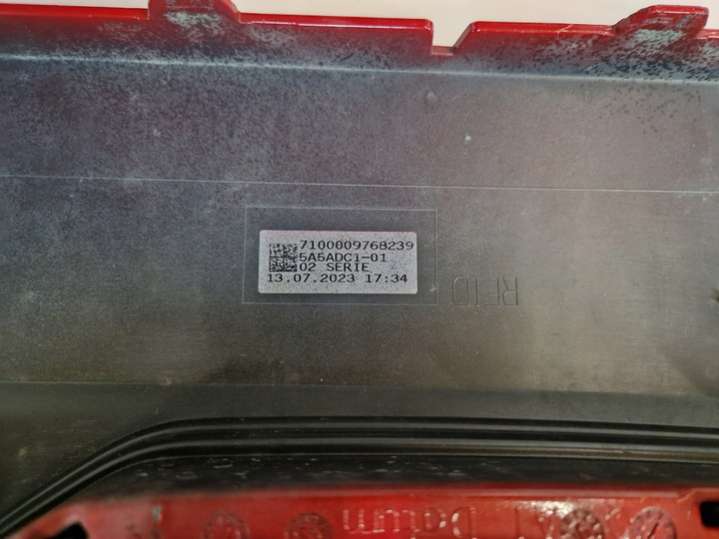 7100009768239
5A5ADC1-01
02 SERIE
13.07.2023 17:34
RFID
Datum